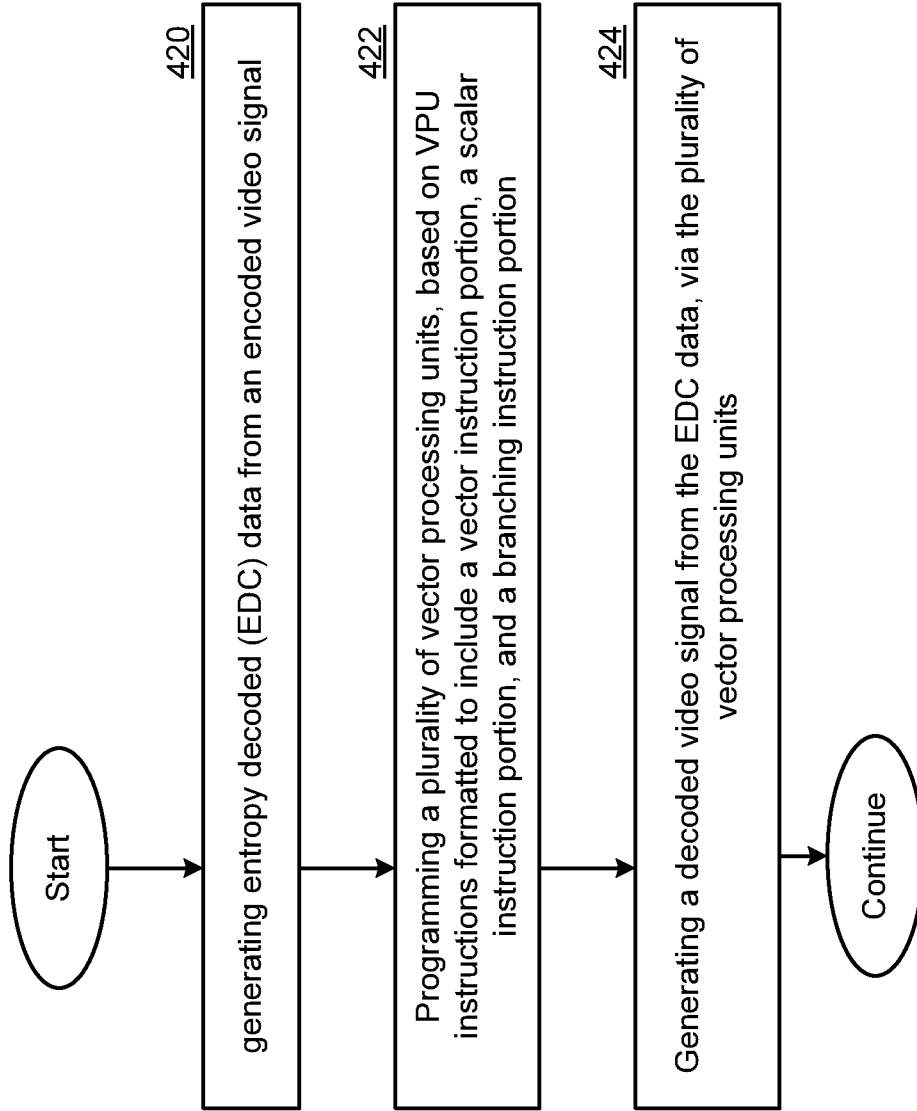 Start
420
generating entropy decoded (EDC) data from an encoded video signal
422
Programming a plurality of vector processing units, based on VPU
instructions formatted to include a vector instruction portion, a scalar
instruction portion, and a branching instruction portion
424
Generating a decoded video signal from the EDC data, via the plurality of
vector processing units
Continue